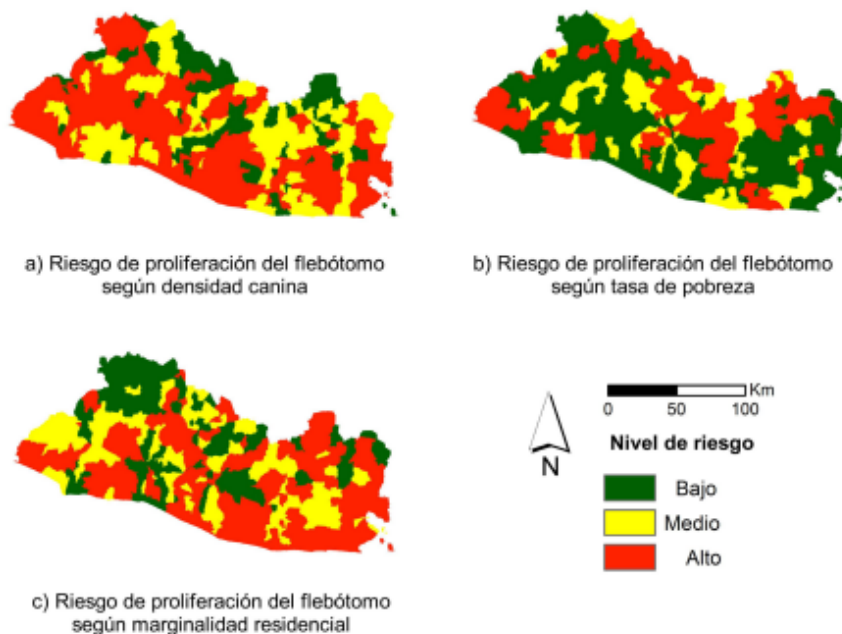 a) Riesgo de proliferación del flebótomo
según densidad canina
b) Riesgo de proliferación del flebótomo
según tasa de pobreza
c) Riesgo de proliferación del flebótomo
según marginalidad residencial
N
Km
0 50 100
Nivel de riesgo
Bajo
Medio
Alto